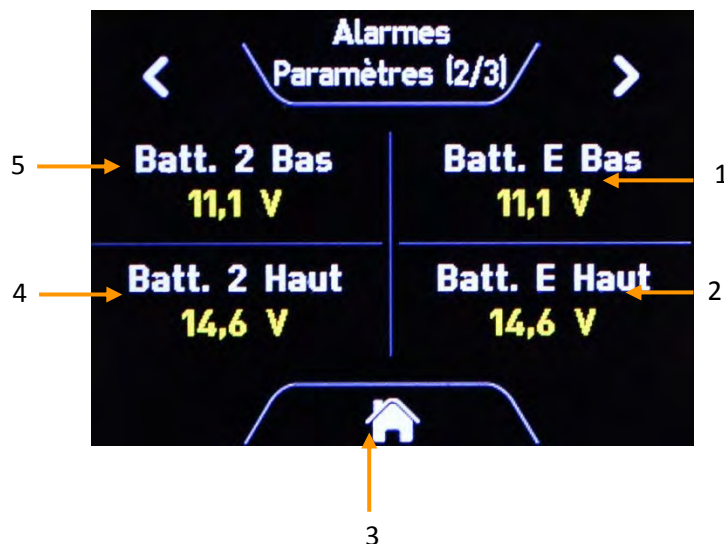 Alarmes
Paramètres (2/3)
5
Batt. 2 Bas
11,1 V
Batt. E Bas
11,1 V
1
4
Batt. 2 Haut
14,6 V
Batt. E Haut
14,6 V
2
3